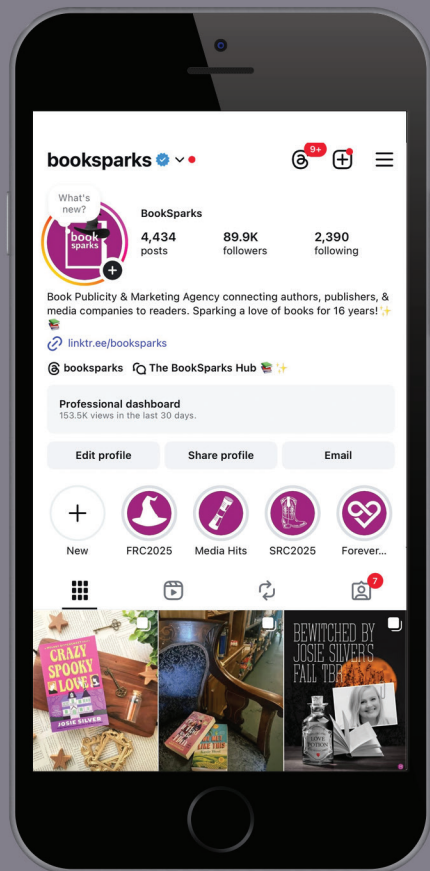 booksparks
9+
What's
new?
book
sparks
BookSparks
4,434
posts
89.9K
followers
2,390
following
Book Publicity & Marketing Agency connecting authors, publishers, &
media companies to readers. Sparking a love of books for 16 years! ✨
📚
linktr.ee/booksparks
booksparks The BookSparks Hub 📚 ✨
Professional dashboard
153.5K views in the last 30 days.
Edit profile
Share profile
Email
New
FRC2025
Media Hits
SRC2025
Forever...
7
CRAZY
SPOOKY
LOVE
JOSIE SILVER
BEWITCHED BY
JOSIE SILVER'S
FALL TBR
LOVE
POTION